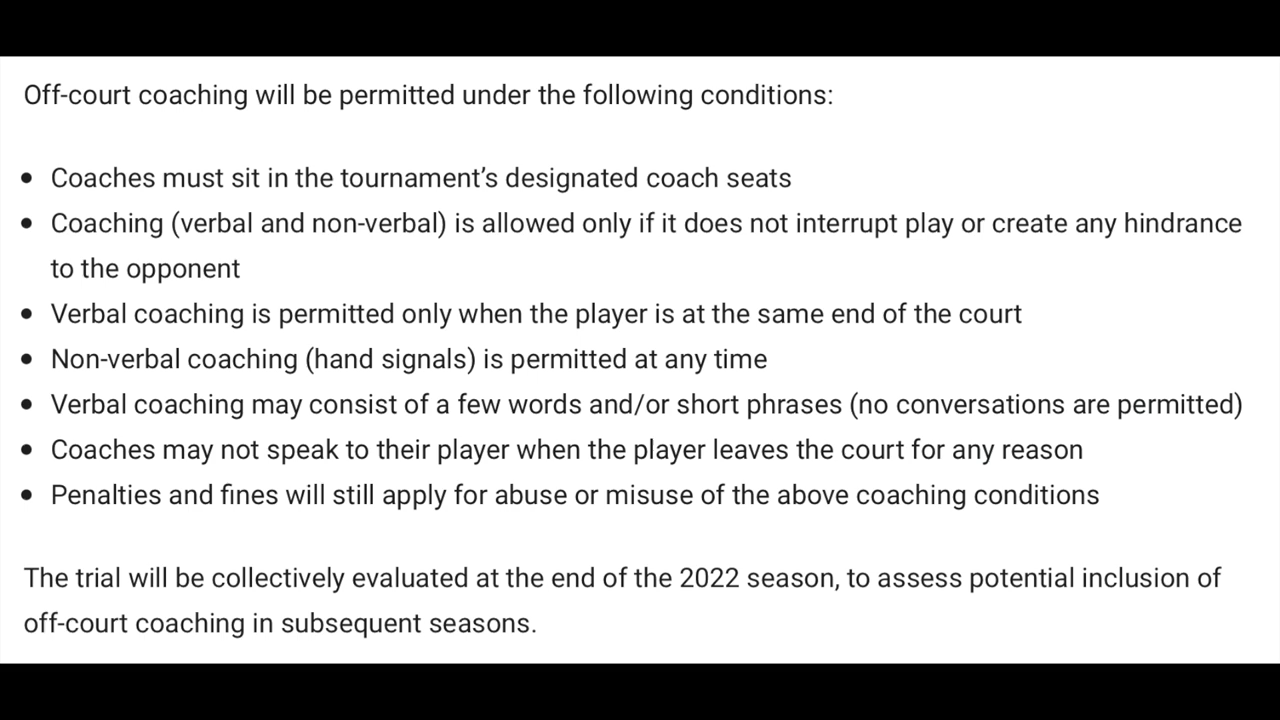 Off-court coaching will be permitted under the following conditions:
• Coaches must sit in the tournament’s designated coach seats
• Coaching (verbal and non-verbal) is allowed only if it does not interrupt play or create any hindrance
to the opponent
• Verbal coaching is permitted only when the player is at the same end of the court
• Non-verbal coaching (hand signals) is permitted at any time
• Verbal coaching may consist of a few words and/or short phrases (no conversations are permitted)
• Coaches may not speak to their player when the player leaves the court for any reason
• Penalties and fines will still apply for abuse or misuse of the above coaching conditions
The trial will be collectively evaluated at the end of the 2022 season, to assess potential inclusion of
off-court coaching in subsequent seasons.